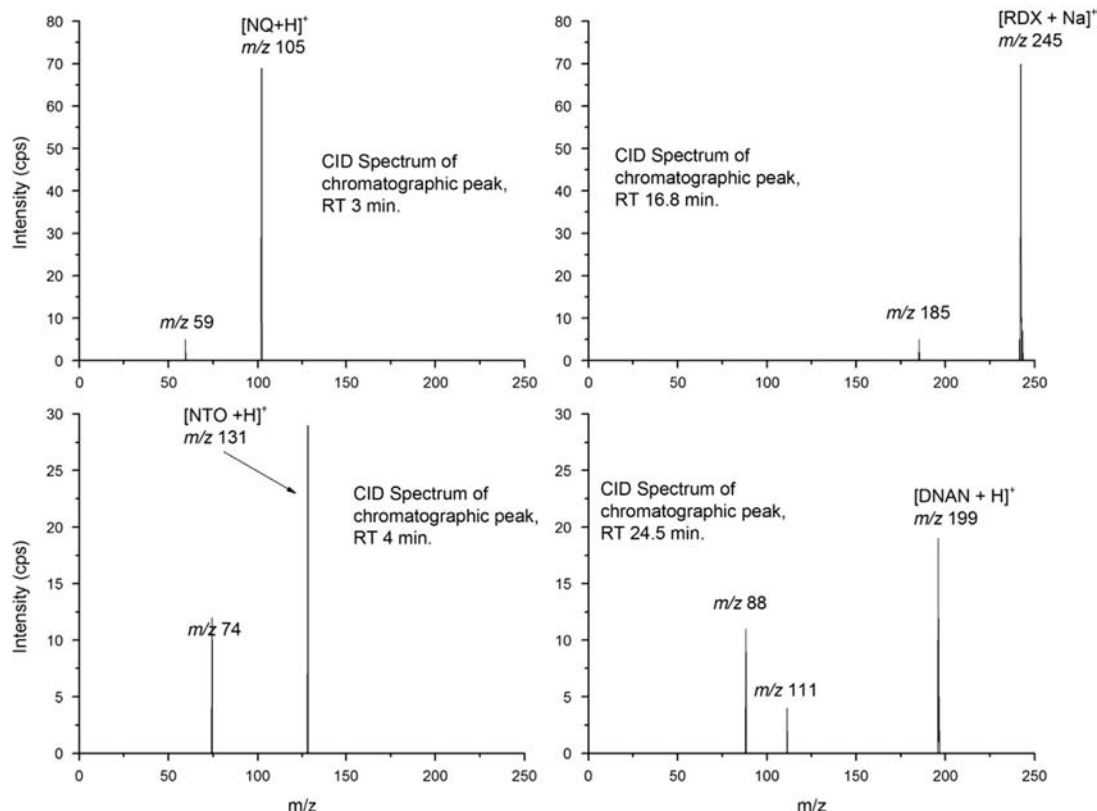 [NQ+H]⁺
m/z 105
CID Spectrum of
chromatographic peak,
RT 3 min.
m/z 59
Intensity (cps)
80
70
60
50
40
30
20
10
0
0 50 100 150 200 250
[RDX + Na]⁺
m/z 245
CID Spectrum of
chromatographic peak,
RT 16.8 min.
m/z 185
80
70
60
50
40
30
20
10
0
0 50 100 150 200 250
[NTO +H]⁺
m/z 131
CID Spectrum of
chromatographic peak,
RT 4 min.
m/z 74
Intensity (cps)
30
25
20
15
10
5
0
0 50 100 150 200 250
m/z
CID Spectrum of
chromatographic peak,
RT 24.5 min.
[DNAN + H]⁺
m/z 199
m/z 88
m/z 111
30
25
20
15
10
5
0
0 50 100 150 200 250
m/z